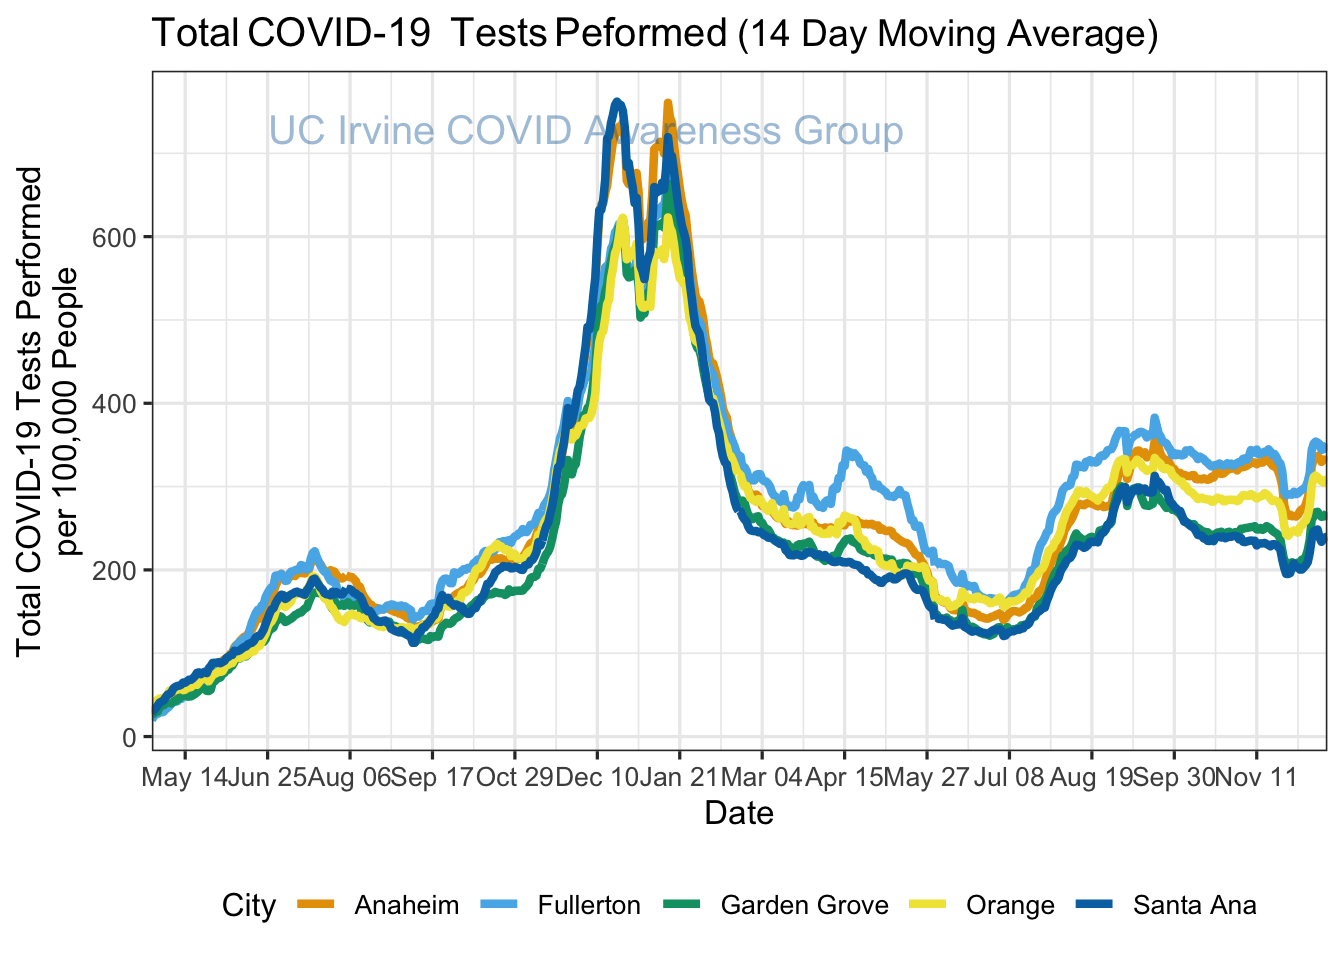 Total COVID-19  Tests Peformed (14 Day Moving Average)
UC Irvine COVID Awareness Group
Total COVID-19 Tests Performed
per 100,000 People
600
400
200
0
May 14 Jun 25 Aug 06 Sep 17 Oct 29 Dec 10 Jan 21 Mar 04 Apr 15 May 27 Jul 08 Aug 19 Sep 30 Nov 11
Date
City Anaheim Fullerton Garden Grove Orange Santa Ana